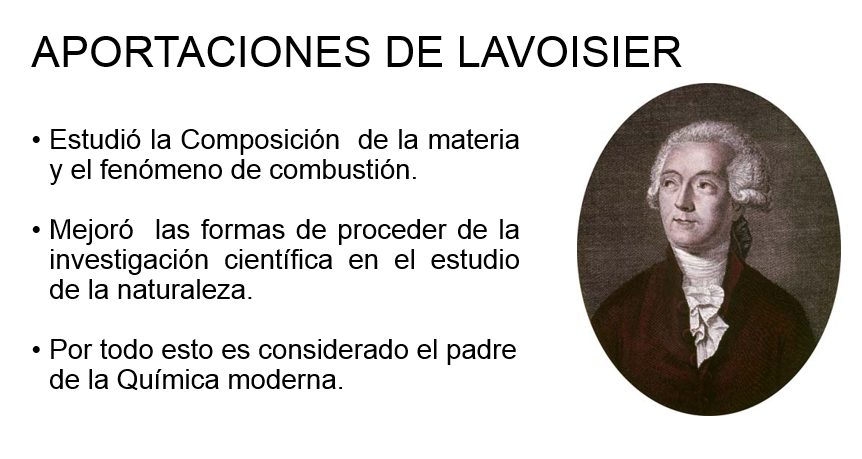 APORTACIONES DE LAVOISIER
• Estudió la Composición  de la materia
y el fenómeno de combustión.
• Mejoró  las formas de proceder de la
investigación científica en el estudio
de la naturaleza.
• Por todo esto es considerado el padre
de la Química moderna.